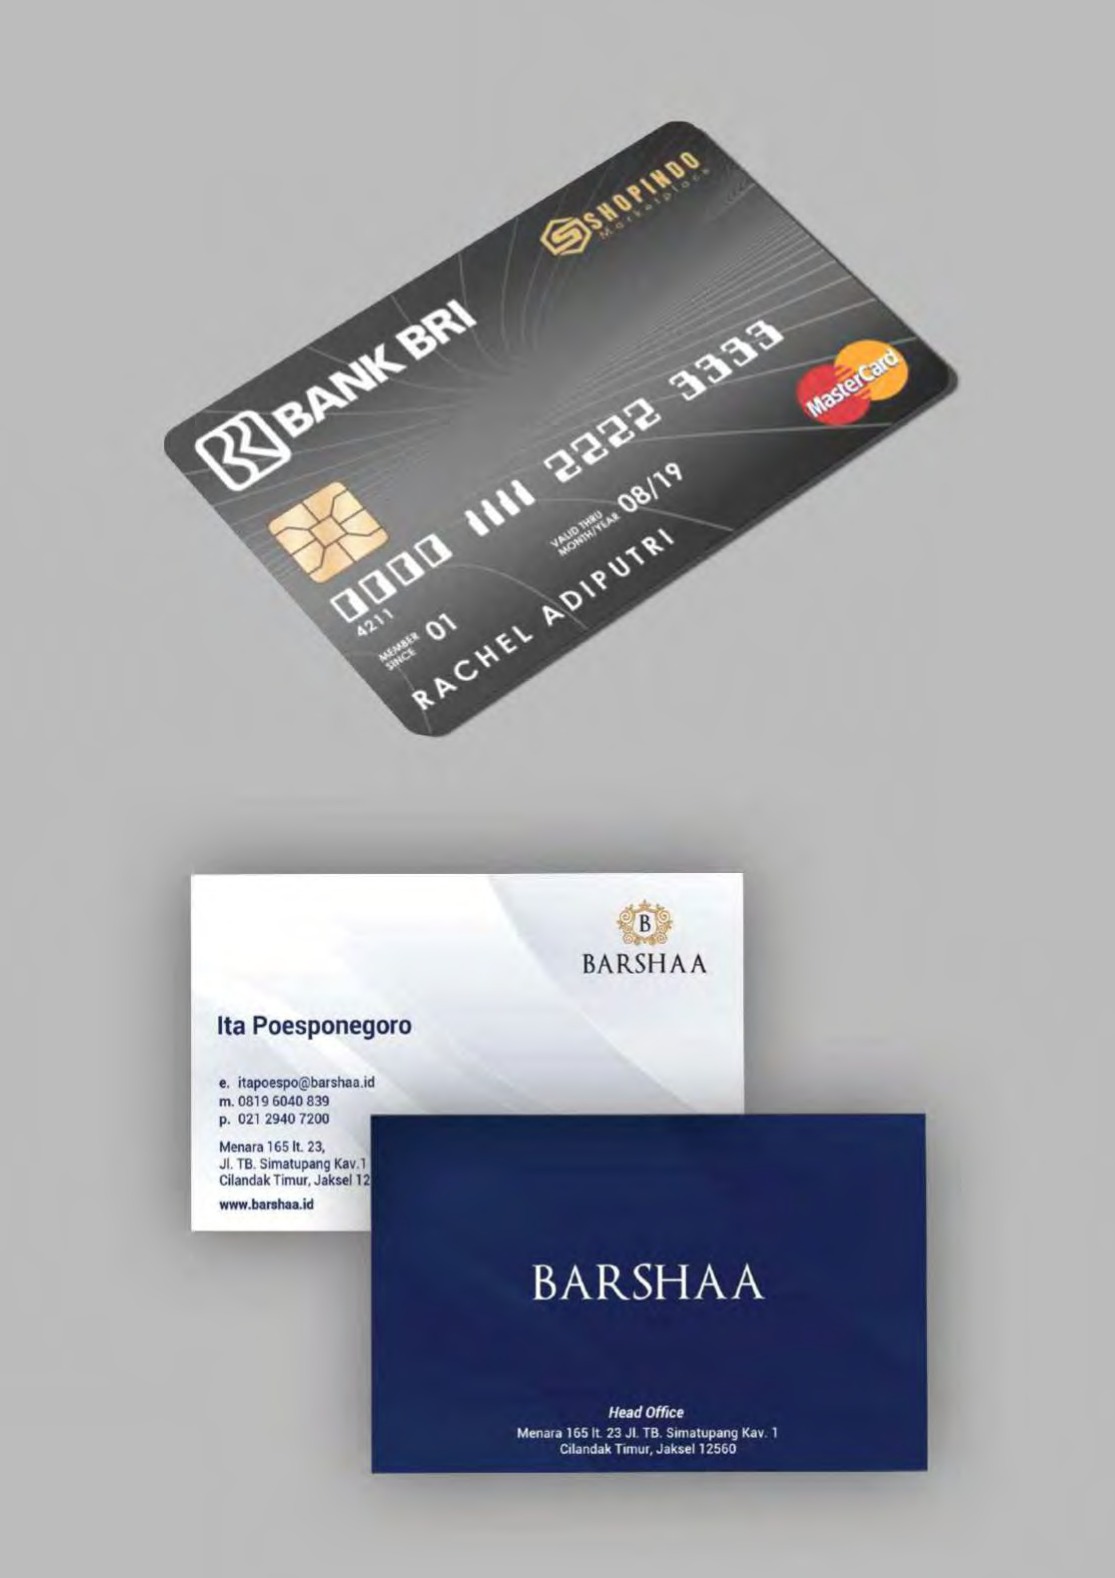 SHOPINDO
Marketplace
BANK BRI
1111 2222 3333
4211
VALID THRU
MONTH/YEAR 08/19
MEMBER
SINCE 01
RACHEL ADIPUTRI
MasterCard
B
BARSHAA
Ita Poesponegoro
e. itapoespo@barshaa.id
m. 0819 6040 839
p. 021 2940 7200
Menara 165 lt. 23,
Jl. TB. Simatupang Kav.1
Cilandak Timur, Jaksel 12
www.barshaa.id
BARSHAA
Head Office
Menara 165 lt. 23 Jl. TB. Simatupang Kav. 1
Cilandak Timur, Jaksel 12560